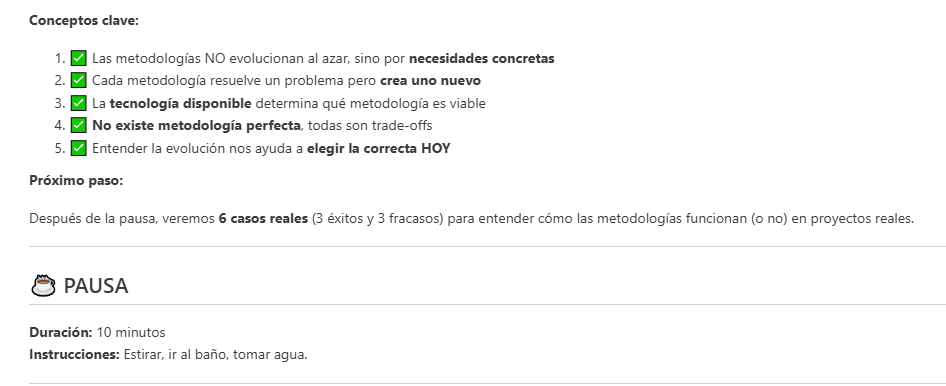 Conceptos clave:
1. ✅ Las metodologías NO evolucionan al azar, sino por necesidades concretas
2. ✅ Cada metodología resuelve un problema pero crea uno nuevo
3. ✅ La tecnología disponible determina qué metodología es viable
4. ✅ No existe metodología perfecta, todas son trade-offs
5. ✅ Entender la evolución nos ayuda a elegir la correcta HOY
Próximo paso:
Después de la pausa, veremos 6 casos reales (3 éxitos y 3 fracasos) para entender cómo las metodologías funcionan (o no) en proyectos reales.
☕ PAUSA
Duración: 10 minutos
Instrucciones: Estirar, ir al baño, tomar agua.